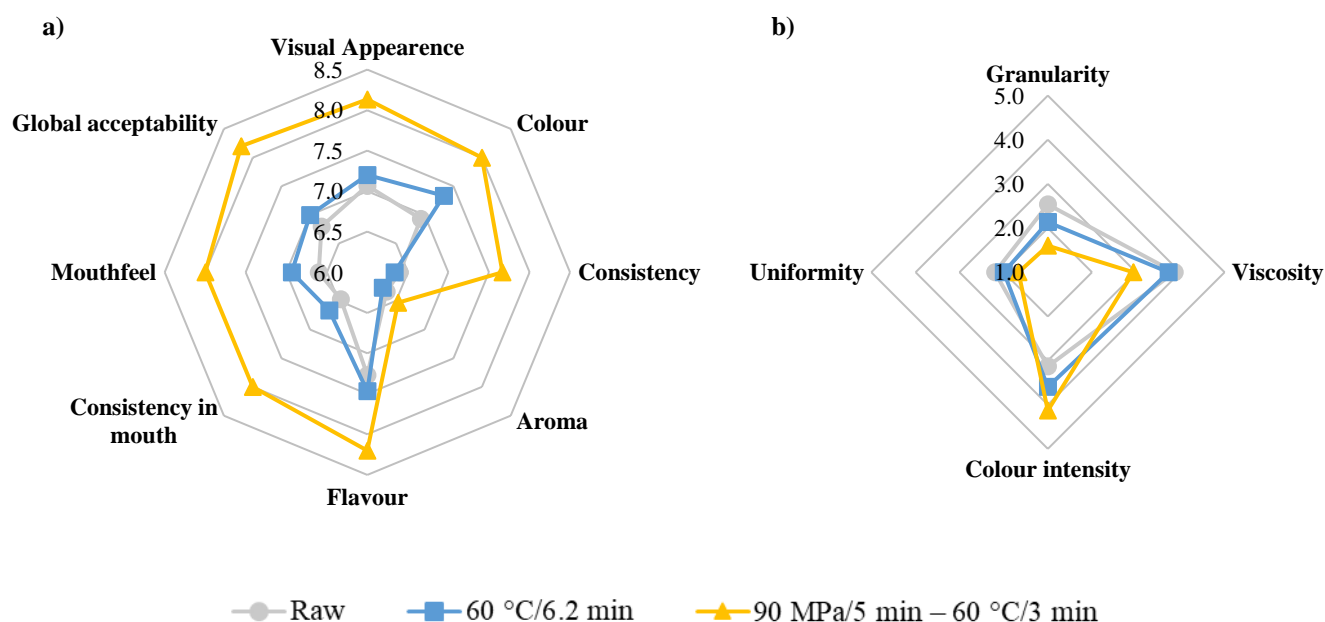 a)
Visual Appearence
8.5
8.0
7.5
7.0
6.5
6.0
Colour
Consistency
Aroma
Flavour
Consistency in
mouth
Mouthfeel
Global acceptability
b)
Granularity
5.0
4.0
3.0
2.0
1.0
Viscosity
Colour intensity
Uniformity
Raw
60 °C/6.2 min
90 MPa/5 min – 60 °C/3 min